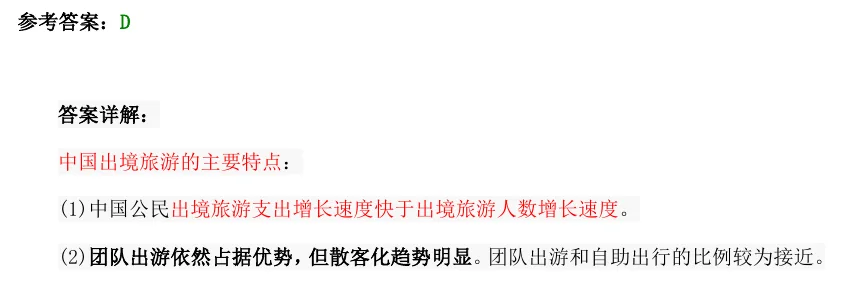 参考答案：D
答案详解：
中国出境旅游的主要特点：
(1)中国公民出境旅游支出增长速度快于出境旅游人数增长速度。
(2)团队出游依然占据优势，但散客化趋势明显。团队出游和自助出行的比例较为接近。